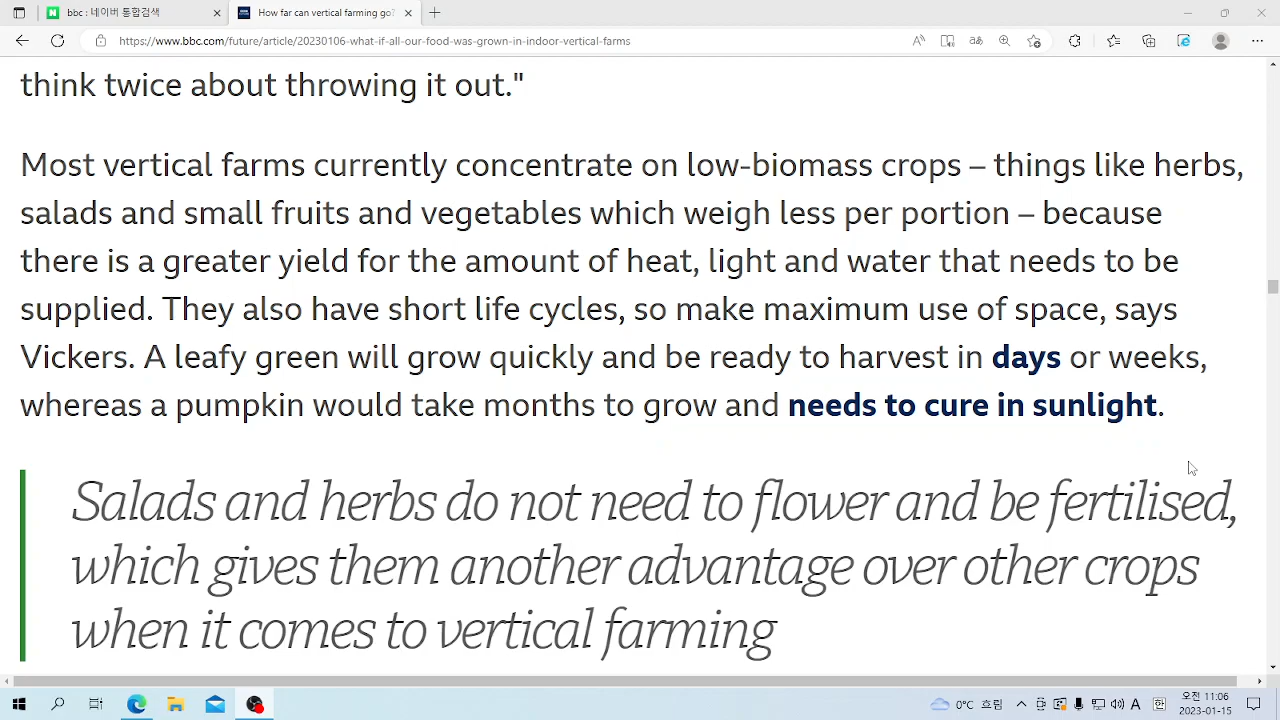 bbc : 네이버 통합검색
How far can vertical farming go?
https://www.bbc.com/future/article/20230106-what-if-all-our-food-was-grown-in-indoor-vertical-farms
think twice about throwing it out."
Most vertical farms currently concentrate on low-biomass crops – things like herbs,
salads and small fruits and vegetables which weigh less per portion – because
there is a greater yield for the amount of heat, light and water that needs to be
supplied. They also have short life cycles, so make maximum use of space, says
Vickers. A leafy green will grow quickly and be ready to harvest in days or weeks,
whereas a pumpkin would take months to grow and needs to cure in sunlight.
Salads and herbs do not need to flower and be fertilised,
which gives them another advantage over other crops
when it comes to vertical farming
0°C 흐림
A
오전 11:06
2023-01-15